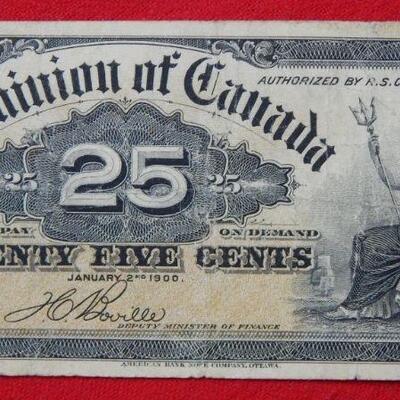 minion of Canada
AUTHORIZED BY R.S.C
25 25 25
PAY ON DEMAND
ENTY FIVE CENTS
JANUARY 2ND 1900.
HCBoville
DEPUTY MINISTER OF FINANCE
AMERICAN BANK NOTE COMPANY, OTTAWA.